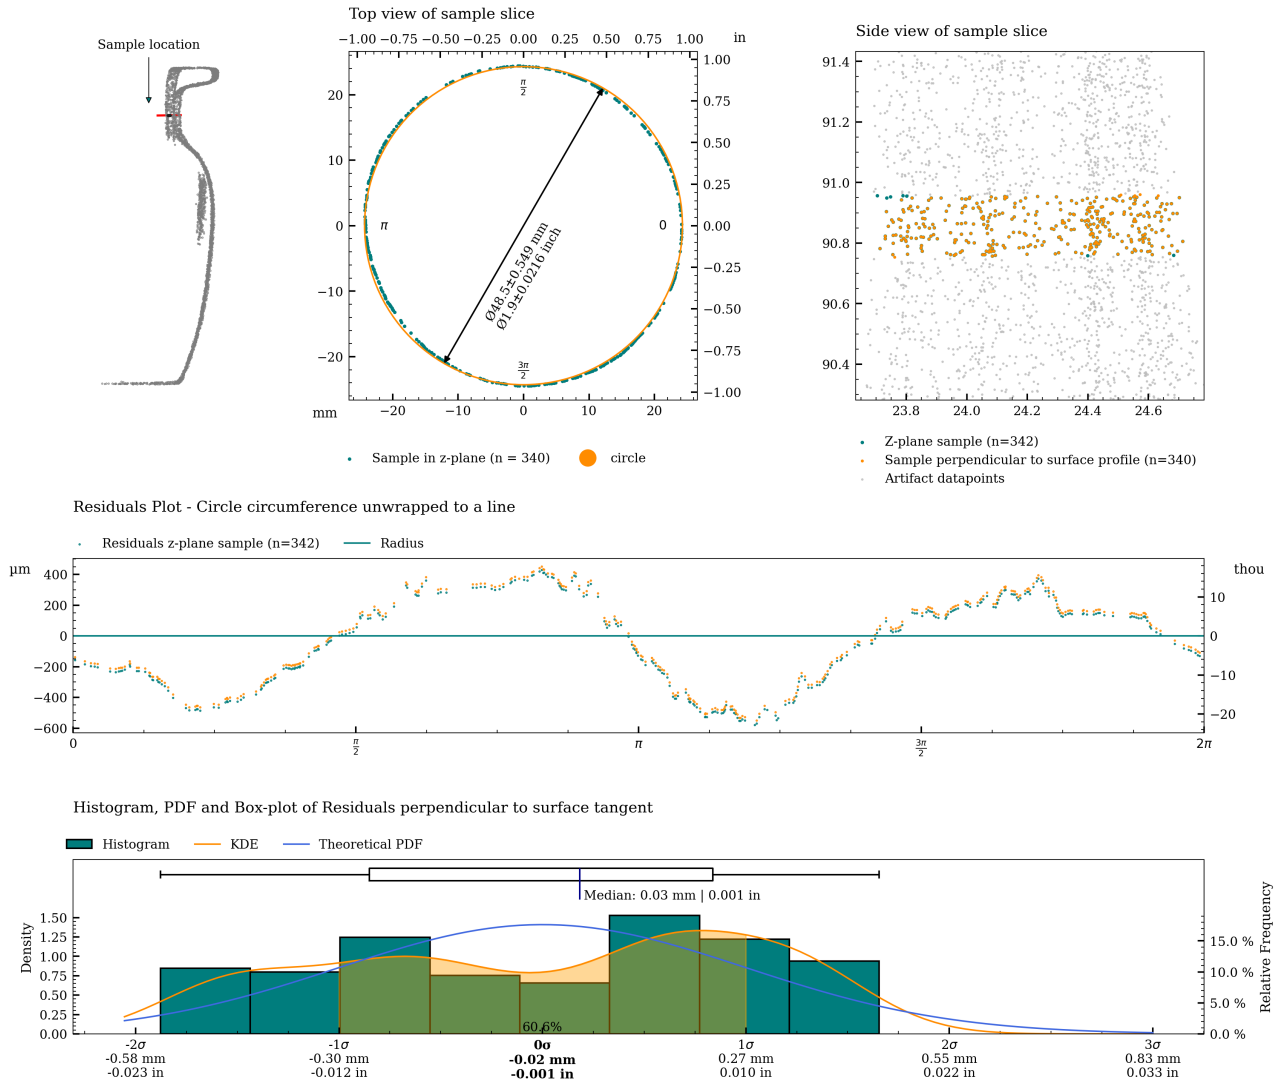 Sample location
Top view of sample slice
−1.00 −0.75 −0.50 −0.25 0.00 0.25 0.50 0.75 1.00 in
Side view of sample slice
20
10
0
−10
−20
π/2
π
0
3π/2
Ø48.5±0.549 mm
Ø1.9±0.0216 inch
1.00
0.75
0.50
0.25
0.00
−0.25
−0.50
−0.75
−1.00
mm −20 −10 0 10 20
91.4
91.2
91.0
90.8
90.6
90.4
23.8 24.0 24.2 24.4 24.6
Sample in z-plane (n = 340) circle
Z-plane sample (n=342)
Sample perpendicular to surface profile (n=340)
Artifact datapoints
Residuals Plot - Circle circumference unwrapped to a line
Residuals z-plane sample (n=342) Radius
µm
400
200
0
−200
−400
−600
thou
10
0
−10
−20
0 π/2 π 3π/2 2π
Histogram, PDF and Box-plot of Residuals perpendicular to surface tangent
Histogram KDE Theoretical PDF
Median: 0.03 mm | 0.001 in
Density
1.50
1.25
1.00
0.75
0.50
0.25
0.00
60.6%
Relative Frequency
15.0 %
10.0 %
5.0 %
0.0 %
-2σ -1σ 0σ 1σ 2σ 3σ
-0.58 mm -0.30 mm -0.02 mm 0.27 mm 0.55 mm 0.83 mm
-0.023 in -0.012 in -0.001 in 0.010 in 0.022 in 0.033 in